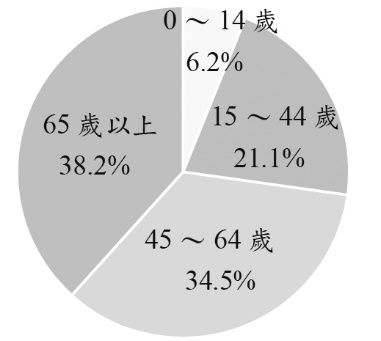 0～14 歲
6.2%
15～44 歲
21.1%
45～64 歲
34.5%
65 歲以上
38.2%